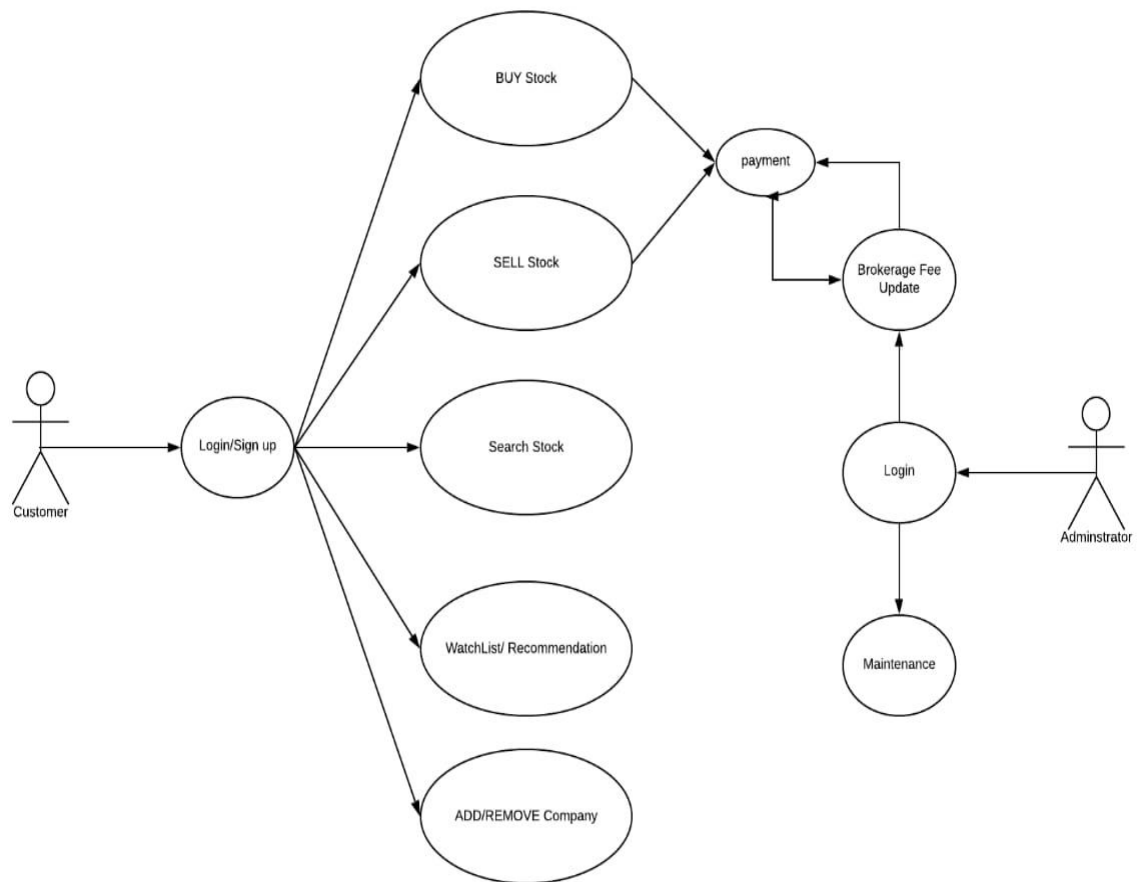 BUY Stock
payment
SELL Stock
Brokerage Fee
Update
Login/Sign up
Search Stock
Login
Customer
Adminstrator
WatchList/ Recommendation
Maintenance
ADD/REMOVE Company